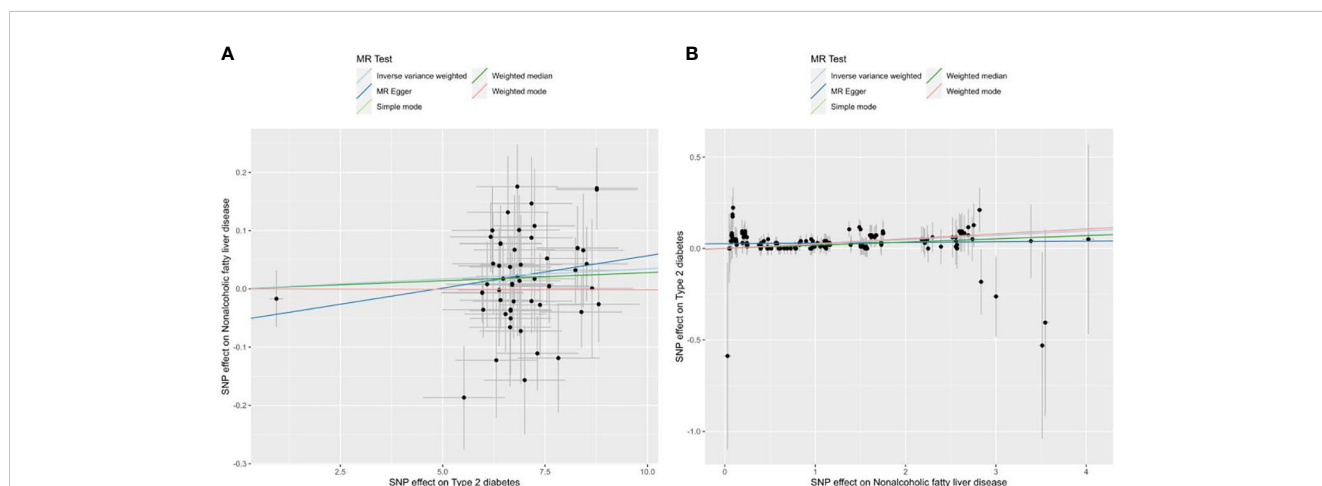 A
MR Test
Inverse variance weighted
Weighted median
MR Egger
Weighted mode
Simple mode
SNP effect on Nonalcoholic fatty liver disease
0.2
0.1
0.0
-0.1
-0.2
-0.3
2.5
5.0
7.5
10.0
SNP effect on Type 2 diabetes
B
MR Test
Inverse variance weighted
Weighted median
MR Egger
Weighted mode
Simple mode
SNP effect on Type 2 diabetes
0.5
0.0
-0.5
-1.0
0
1
2
3
4
SNP effect on Nonalcoholic fatty liver disease